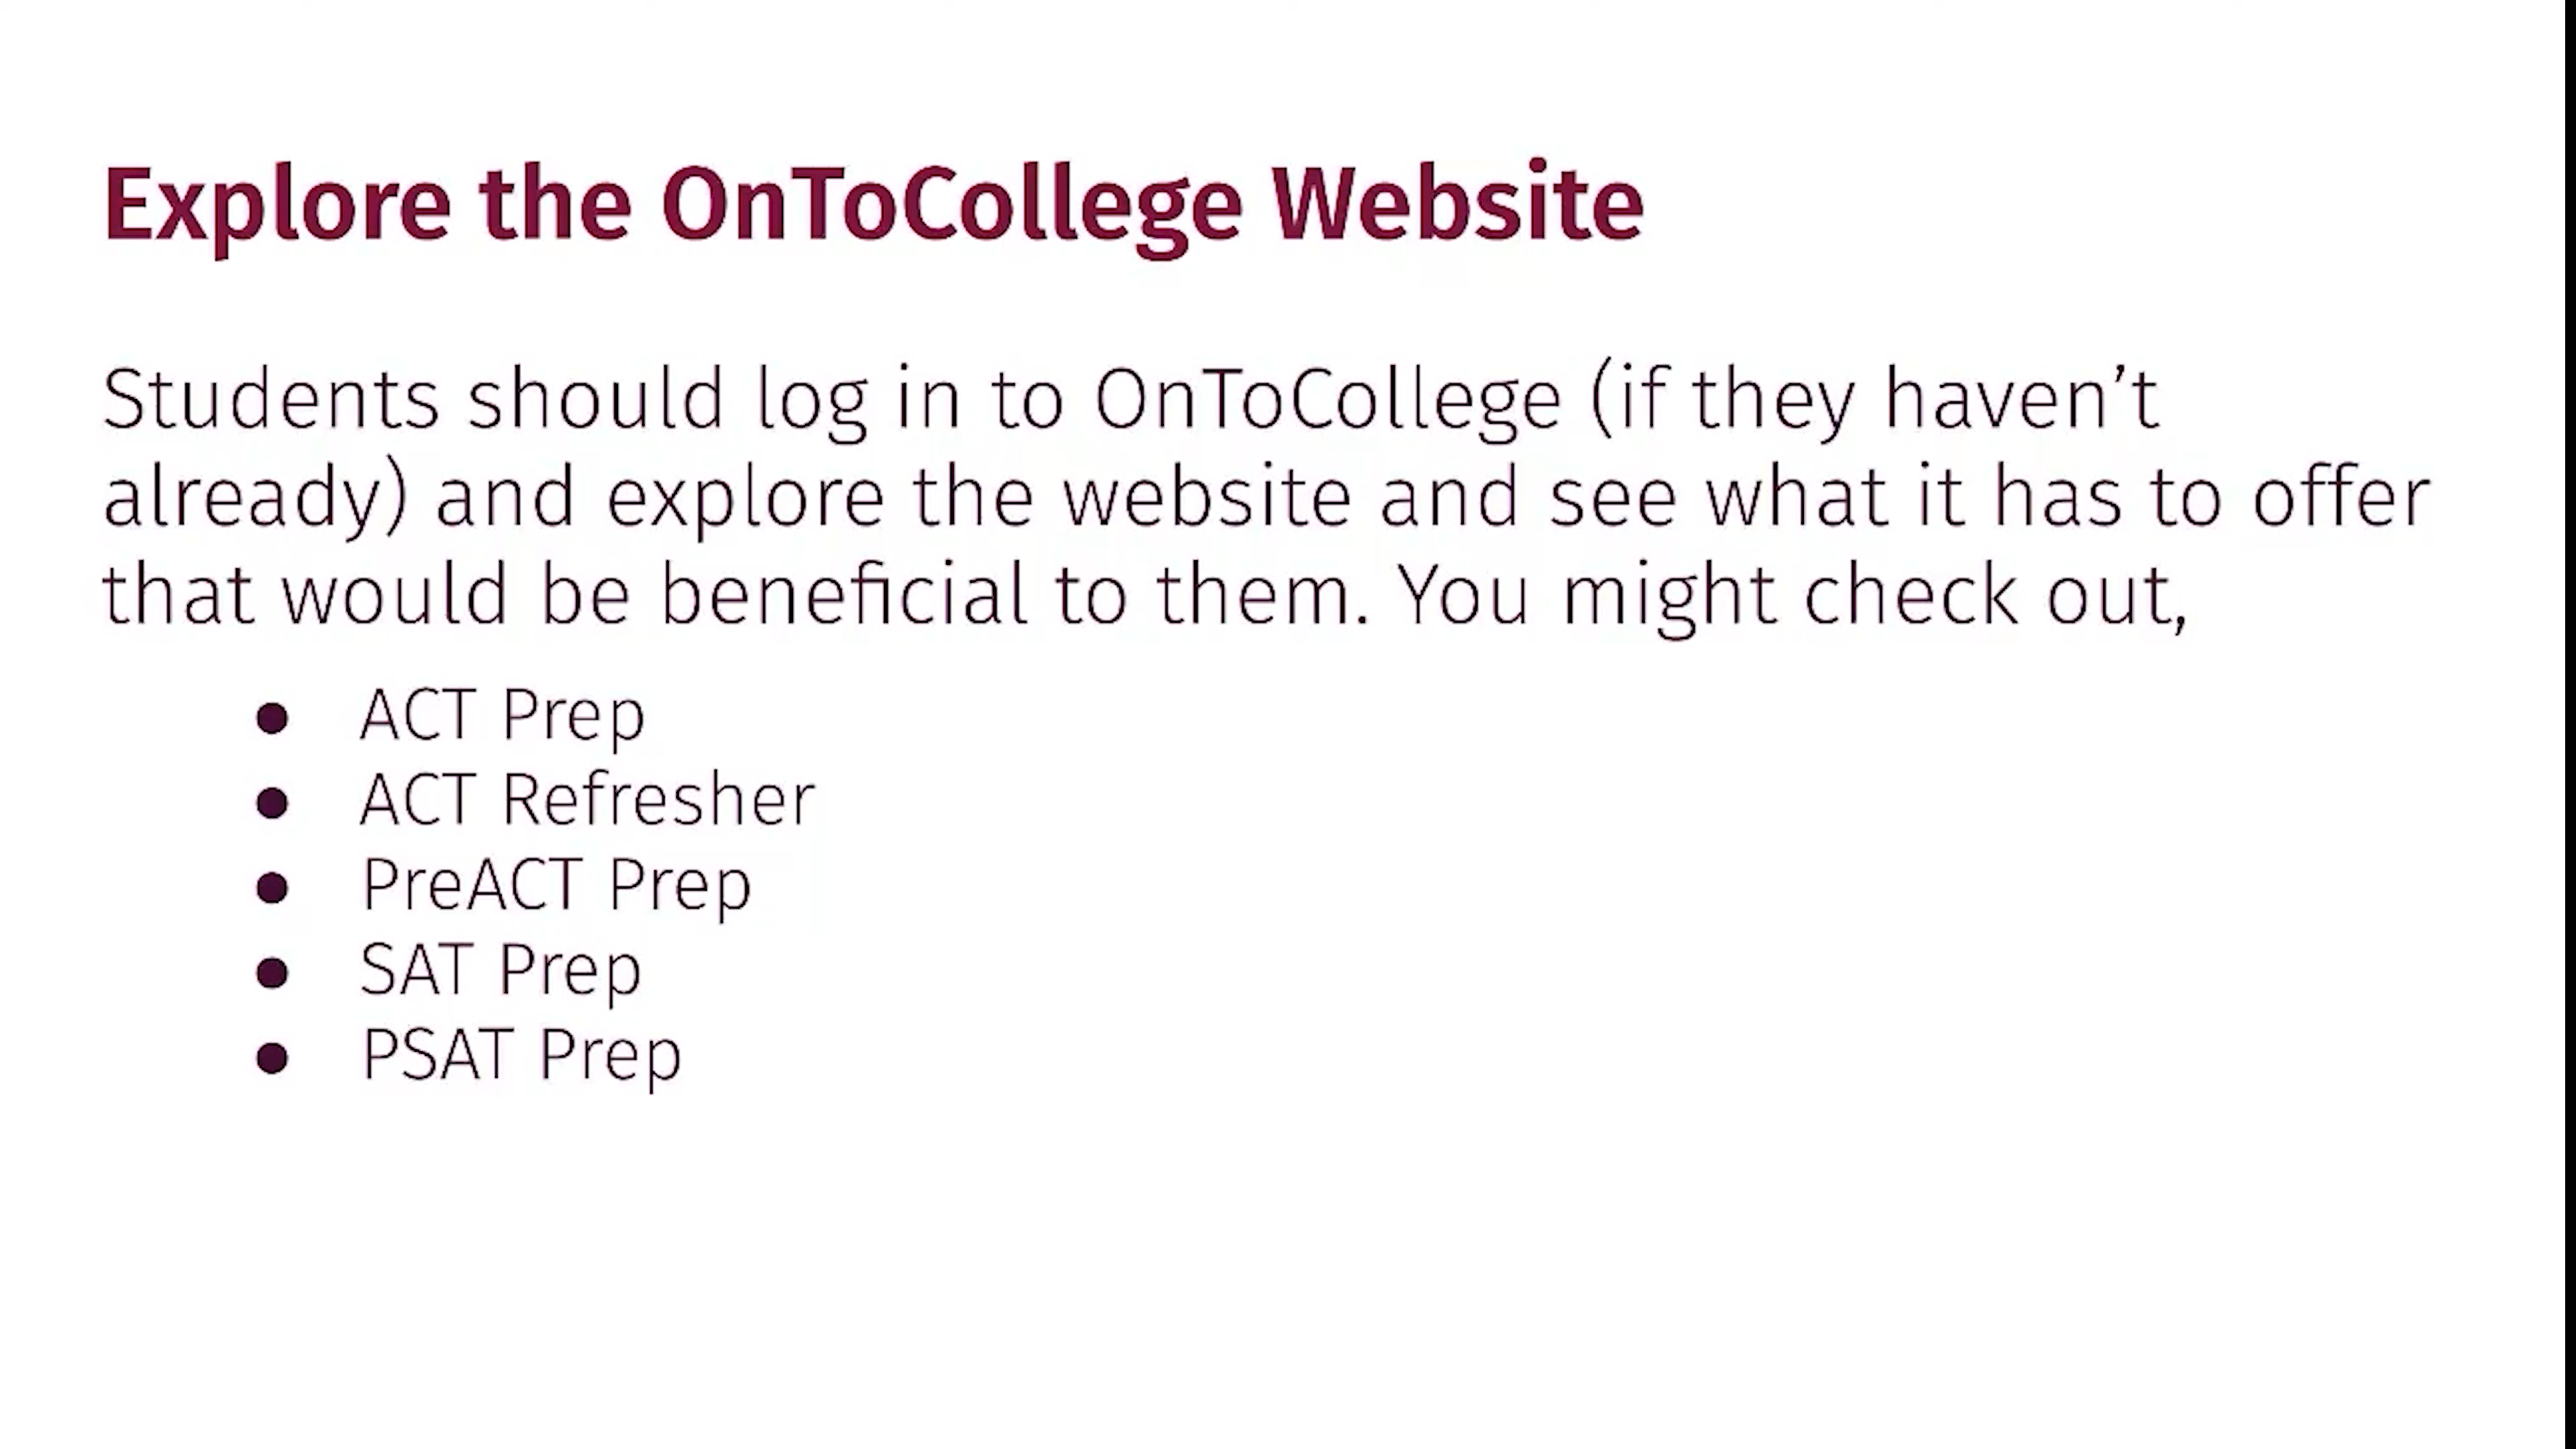 Explore the OnToCollege Website
Students should log in to OnToCollege (if they haven’t
already) and explore the website and see what it has to offer
that would be beneficial to them. You might check out,
● ACT Prep
● ACT Refresher
● PreACT Prep
● SAT Prep
● PSAT Prep